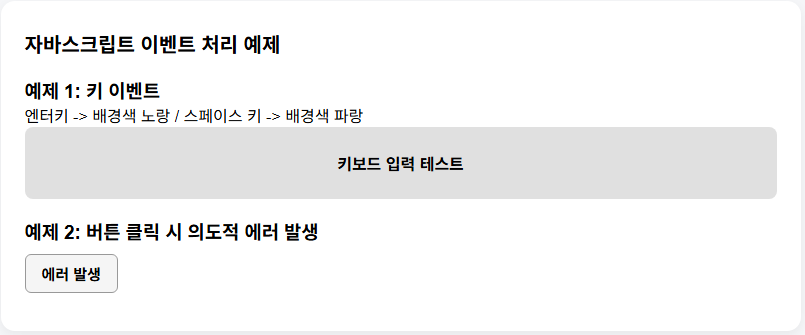 자바스크립트 이벤트 처리 예제
예제 1: 키 이벤트
엔터키 -> 배경색 노랑 / 스페이스 키 -> 배경색 파랑
키보드 입력 테스트
예제 2: 버튼 클릭 시 의도적 에러 발생
에러 발생